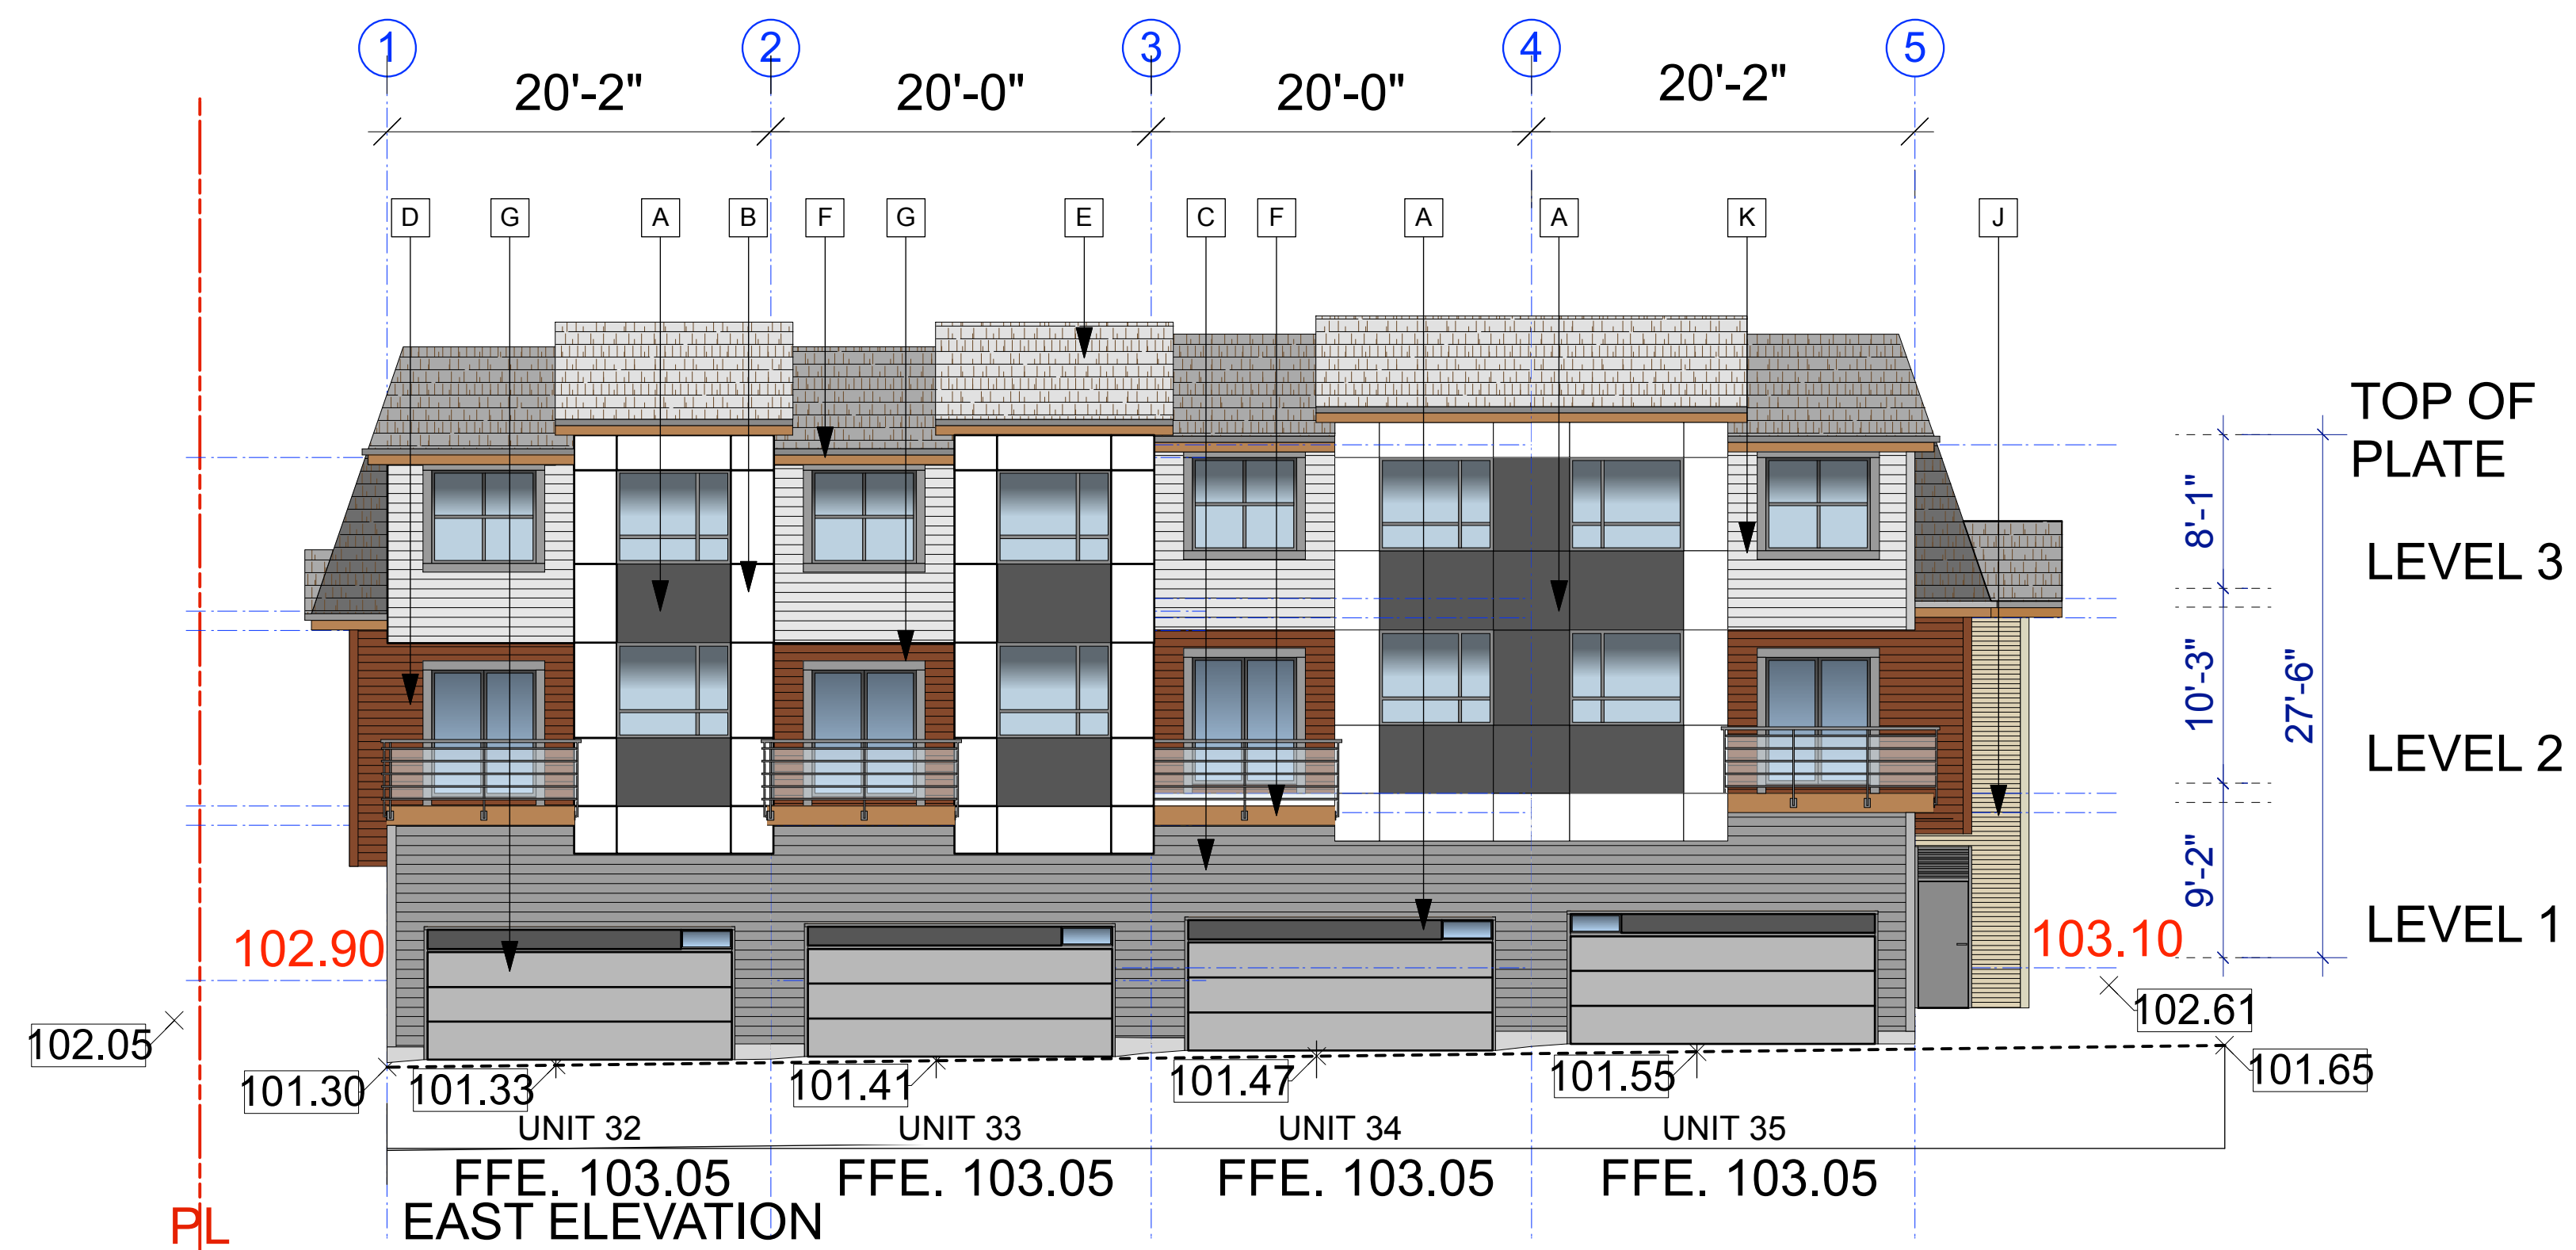 1 2 3 4 5
20'-2" 20'-0" 20'-0" 20'-2"
D G A B F G E C F A A K J
TOP OF
PLATE
8'-1"
LEVEL 3
10'-3"
27'-6"
LEVEL 2
9'-2"
LEVEL 1
102.90 103.10
102.05 102.61
101.30 101.33 101.41 101.47 101.55 101.65
UNIT 32 UNIT 33 UNIT 34 UNIT 35
FFE. 103.05 FFE. 103.05 FFE. 103.05 FFE. 103.05
PL EAST ELEVATION